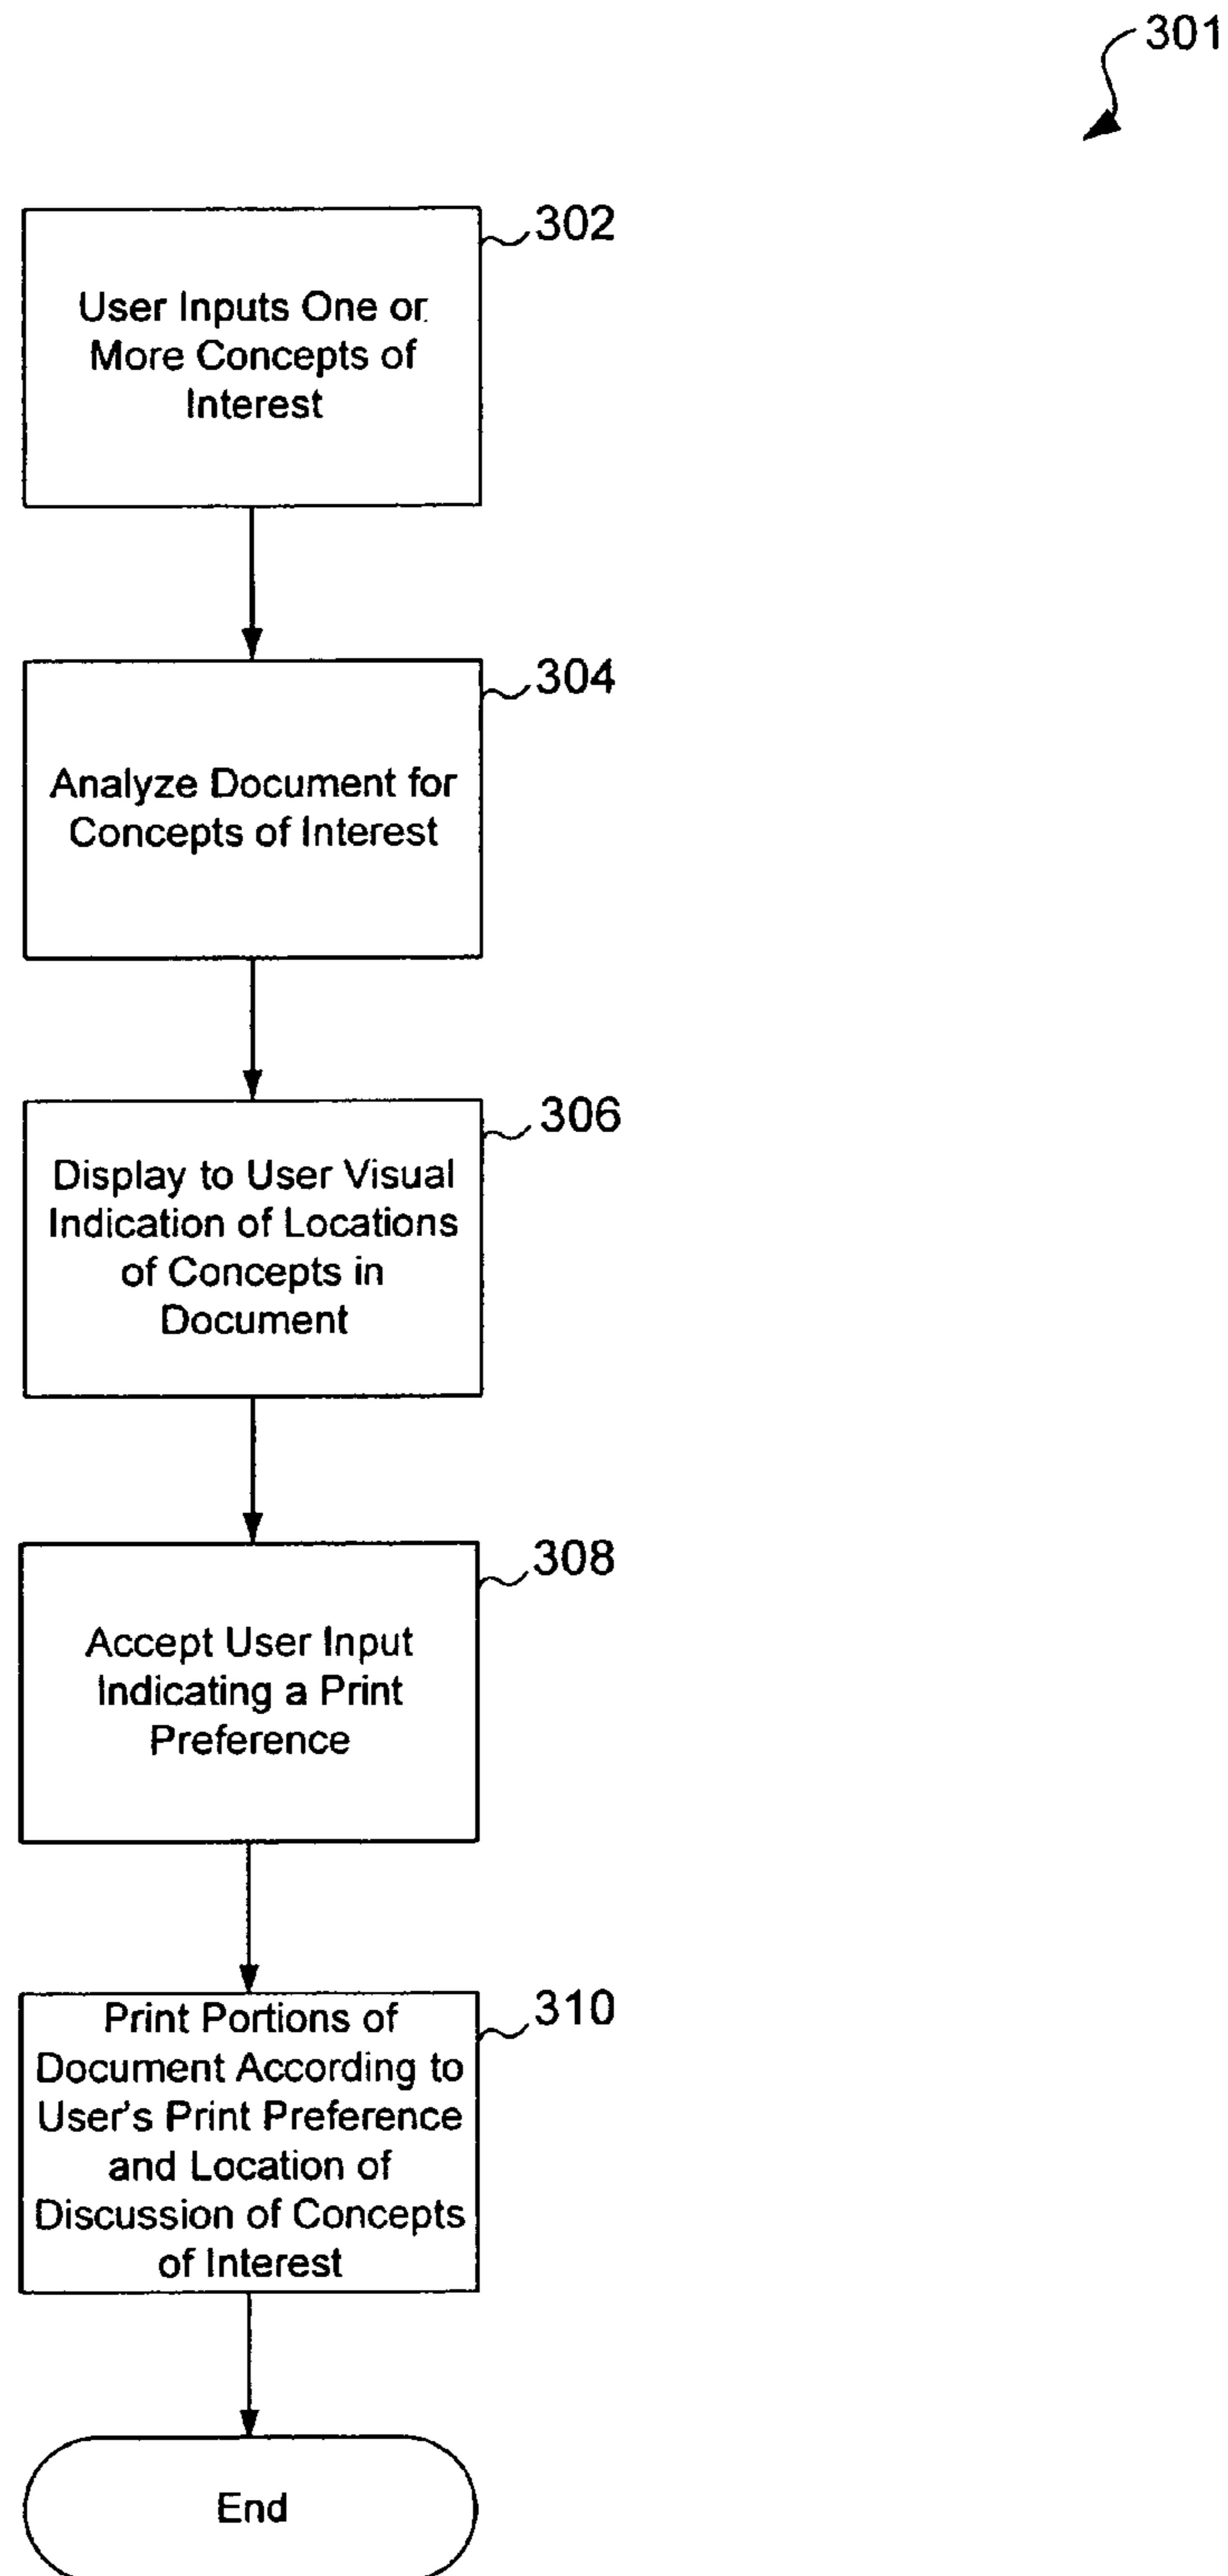 301
302
User Inputs One or
More Concepts of
Interest
304
Analyze Document for
Concepts of Interest
306
Display to User Visual
Indication of Locations
of Concepts in
Document
308
Accept User Input
Indicating a Print
Preference
310
Print Portions of
Document According to
User's Print Preference
and Location of
Discussion of Concepts
of Interest
End